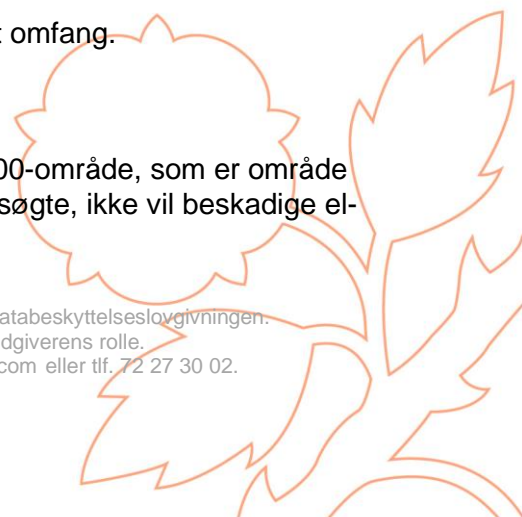 t omfang.
00-område, som er område
søgte, ikke vil beskadige el-
atabeskyttelseslovgivningen.
dgiverens rolle.
com eller tlf. 72 27 30 02.